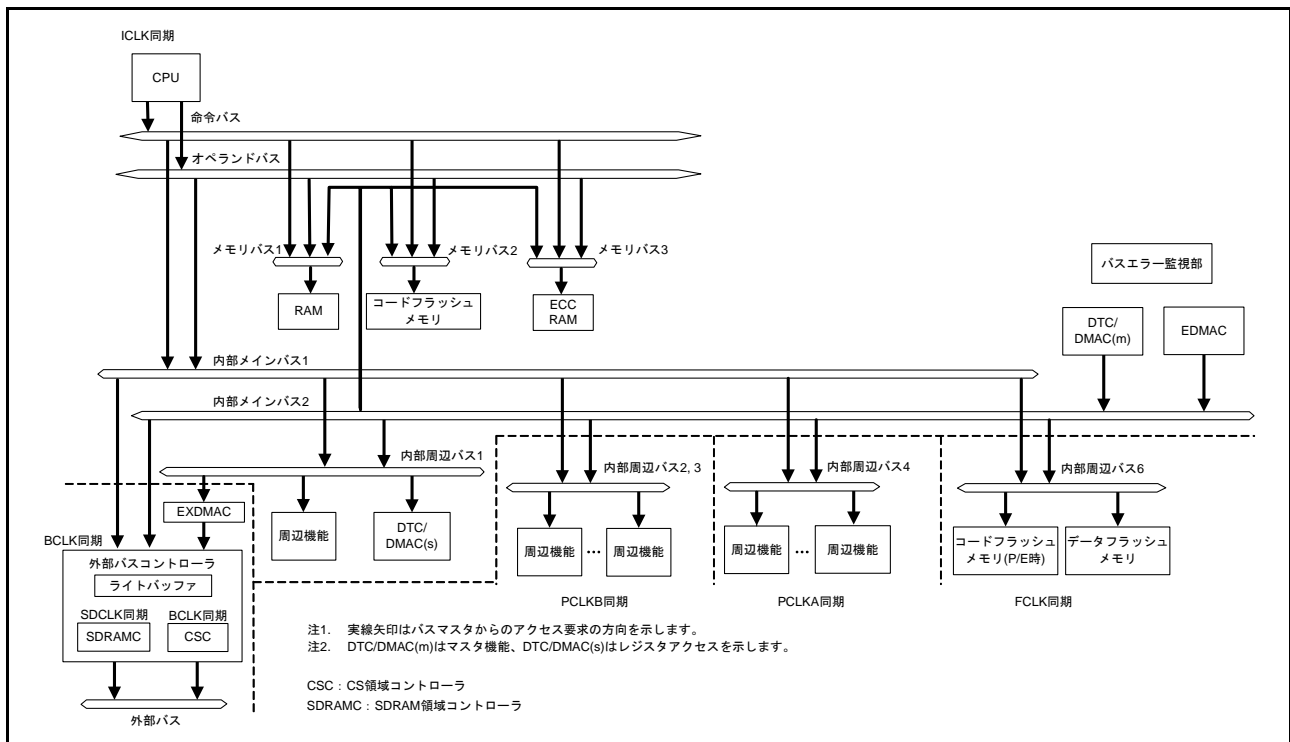 ICLK同期
CPU
命令バス
オペランドバス
メモリバス1
メモリバス2
メモリバス3
バスエラー監視部
RAM
コードフラッシュ
メモリ
ECC
RAM
DTC/
DMAC(m)
EDMAC
内部メインバス1
内部メインバス2
内部周辺バス1
内部周辺バス2, 3
内部周辺バス4
内部周辺バス6
EXDMAC
周辺機能
DTC/
DMAC(s)
周辺機能
…
周辺機能
周辺機能
…
周辺機能
コードフラッシュ
メモリ(P/E時)
データフラッシュ
メモリ
BCLK同期
外部バスコントローラ
ライトバッファ
SDCLK同期
BCLK同期
SDRAMC
CSC
PCLKB同期
PCLKA同期
FCLK同期
注1. 実線矢印はバスマスタからのアクセス要求の方向を示します。
注2. DTC/DMAC(m)はマスタ機能、DTC/DMAC(s)はレジスタアクセスを示します。
CSC：CS領域コントローラ
SDRAMC：SDRAM領域コントローラ
外部バス